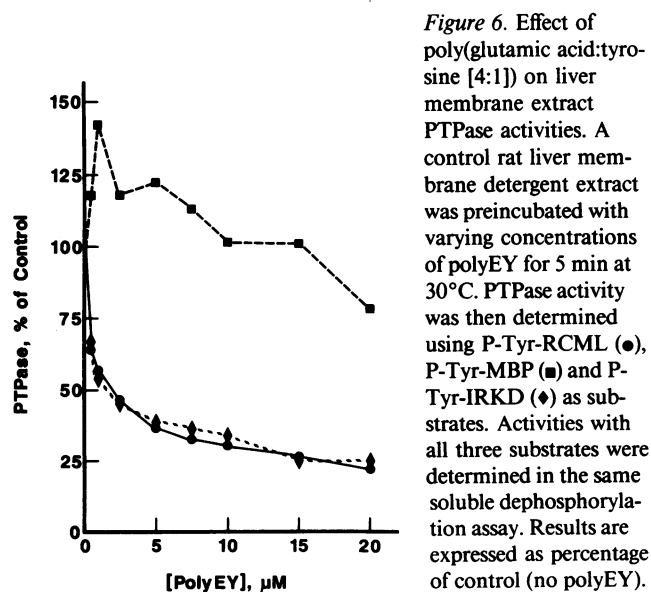 Figure 6. Effect of
poly(glutamic acid:tyro-
sine [4:1]) on liver
membrane extract
PTPase activities. A
control rat liver mem-
brane detergent extract
was preincubated with
varying concentrations
of polyEY for 5 min at
30°C. PTPase activity
was then determined
using P-Tyr-RCML (●),
P-Tyr-MBP (■) and P-
Tyr-IRKD (♦) as sub-
strates. Activities with
all three substrates were
determined in the same
soluble dephosphoryla-
tion assay. Results are
expressed as percentage
of control (no polyEY).
PTPase, % of Control
150
125
100
75
50
25
0
0 5 10 15 20
[PolyEY], µM